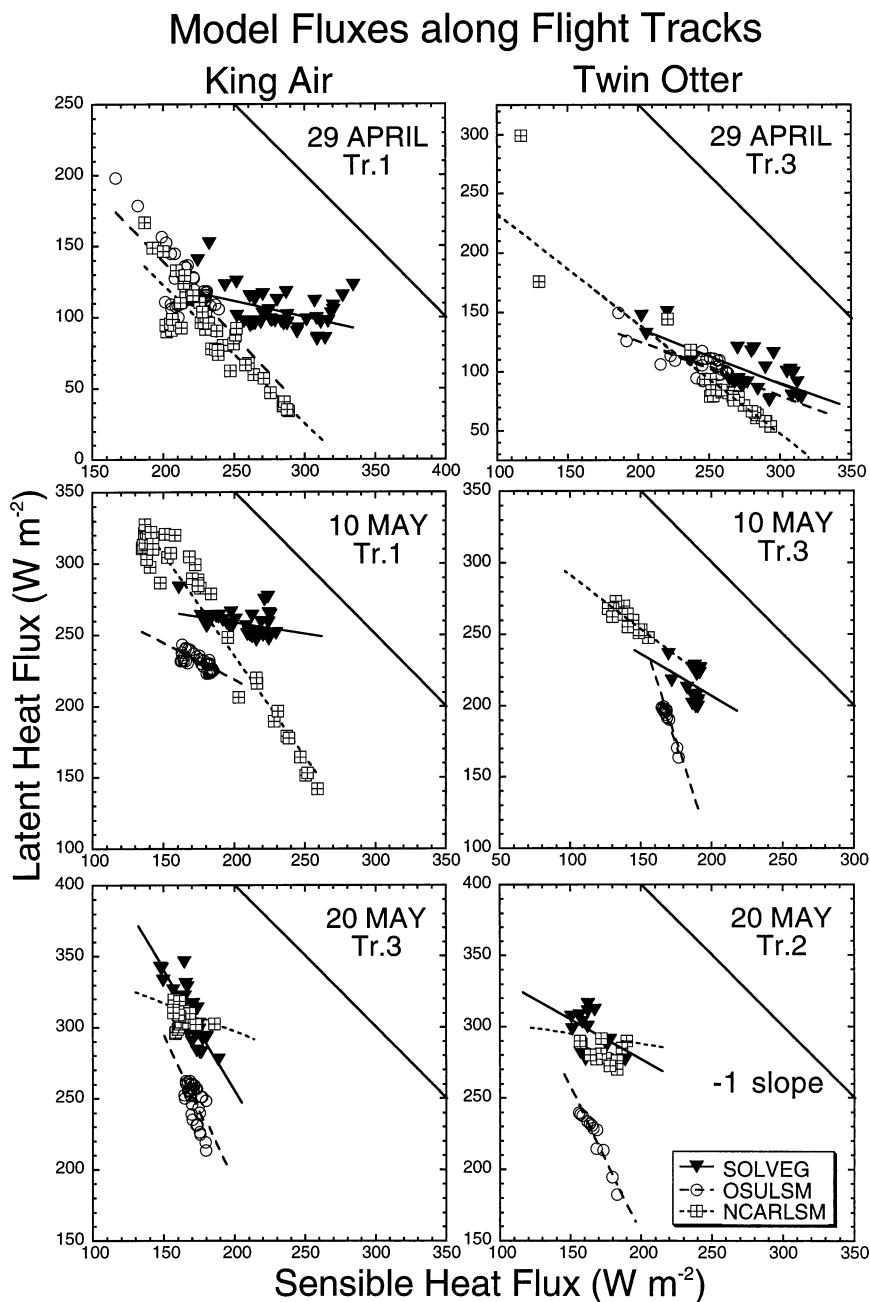 Model Fluxes along Flight Tracks
King Air
Twin Otter
250
200
150
100
50
0
150 200 250 300 350 400
29 APRIL
Tr.1
300
250
200
150
100
50
100 150 200 250 300 350
29 APRIL
Tr.3
350
300
250
200
150
100
100 150 200 250 300 350
10 MAY
Tr.1
350
300
250
200
150
100
50 100 150 200 250 300
10 MAY
Tr.3
400
350
300
250
200
150
100 150 200 250 300 350
20 MAY
Tr.3
400
350
300
250
200
150
100 150 200 250 300 350
20 MAY
Tr.2
-1 slope
SOLVEG
OSULSM
NCARLSM
Latent Heat Flux (W m⁻²)
Sensible Heat Flux (W m⁻²)